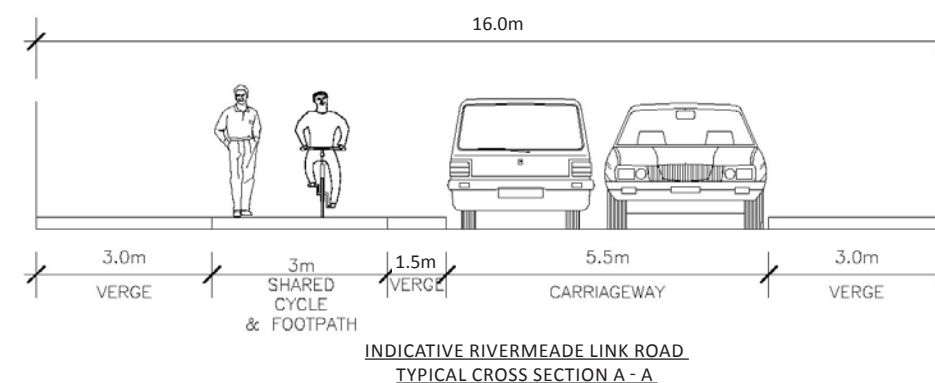 16.0m
3.0m
VERGE
3m
SHARED
CYCLE
& FOOTPATH
1.5m
VERGE
5.5m
CARRIAGEWAY
3.0m
VERGE
INDICATIVE RIVERMEADE LINK ROAD
TYPICAL CROSS SECTION A - A